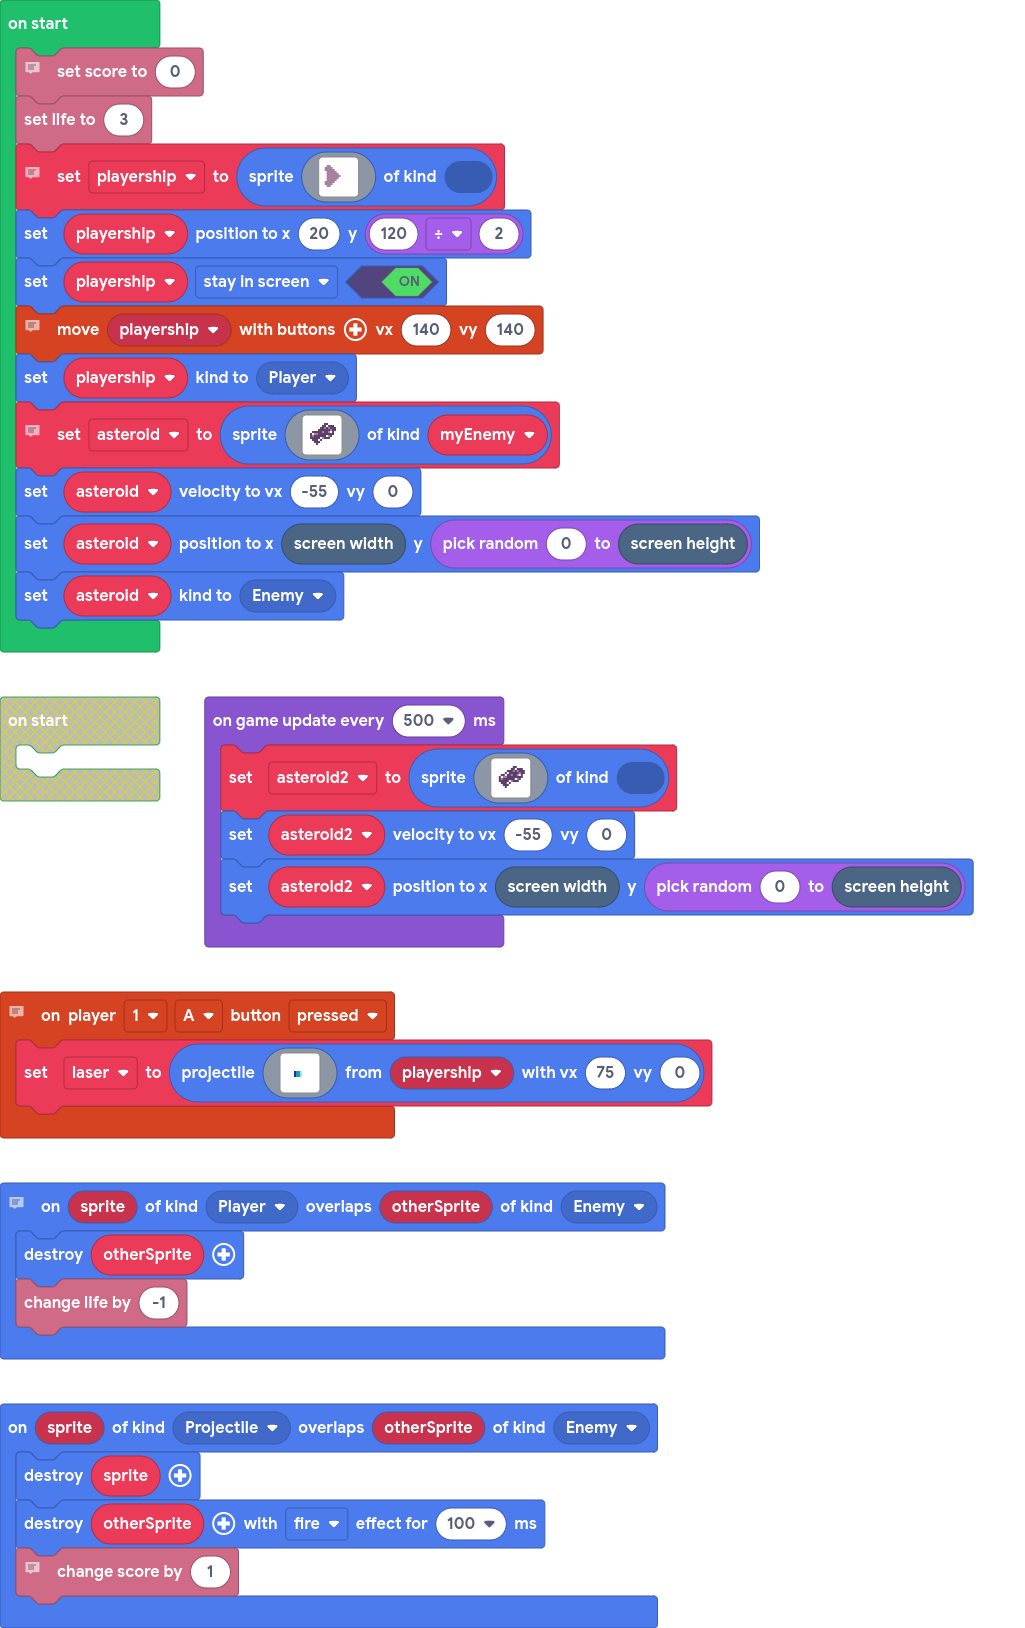 on start
set score to 0
set life to 3
set playership to sprite of kind
set playership position to x 20 y 120 ÷ 2
set playership stay in screen ON
move playership with buttons vx 140 vy 140
set playership kind to Player
set asteroid to sprite of kind myEnemy
set asteroid velocity to vx -55 vy 0
set asteroid position to x screen width y pick random 0 to screen height
set asteroid kind to Enemy
on start
on game update every 500 ms
set asteroid2 to sprite of kind
set asteroid2 velocity to vx -55 vy 0
set asteroid2 position to x screen width y pick random 0 to screen height
on player 1 A button pressed
set laser to projectile from playership with vx 75 vy 0
on sprite of kind Player overlaps otherSprite of kind Enemy
destroy otherSprite
change life by -1
on sprite of kind Projectile overlaps otherSprite of kind Enemy
destroy sprite
destroy otherSprite with fire effect for 100 ms
change score by 1